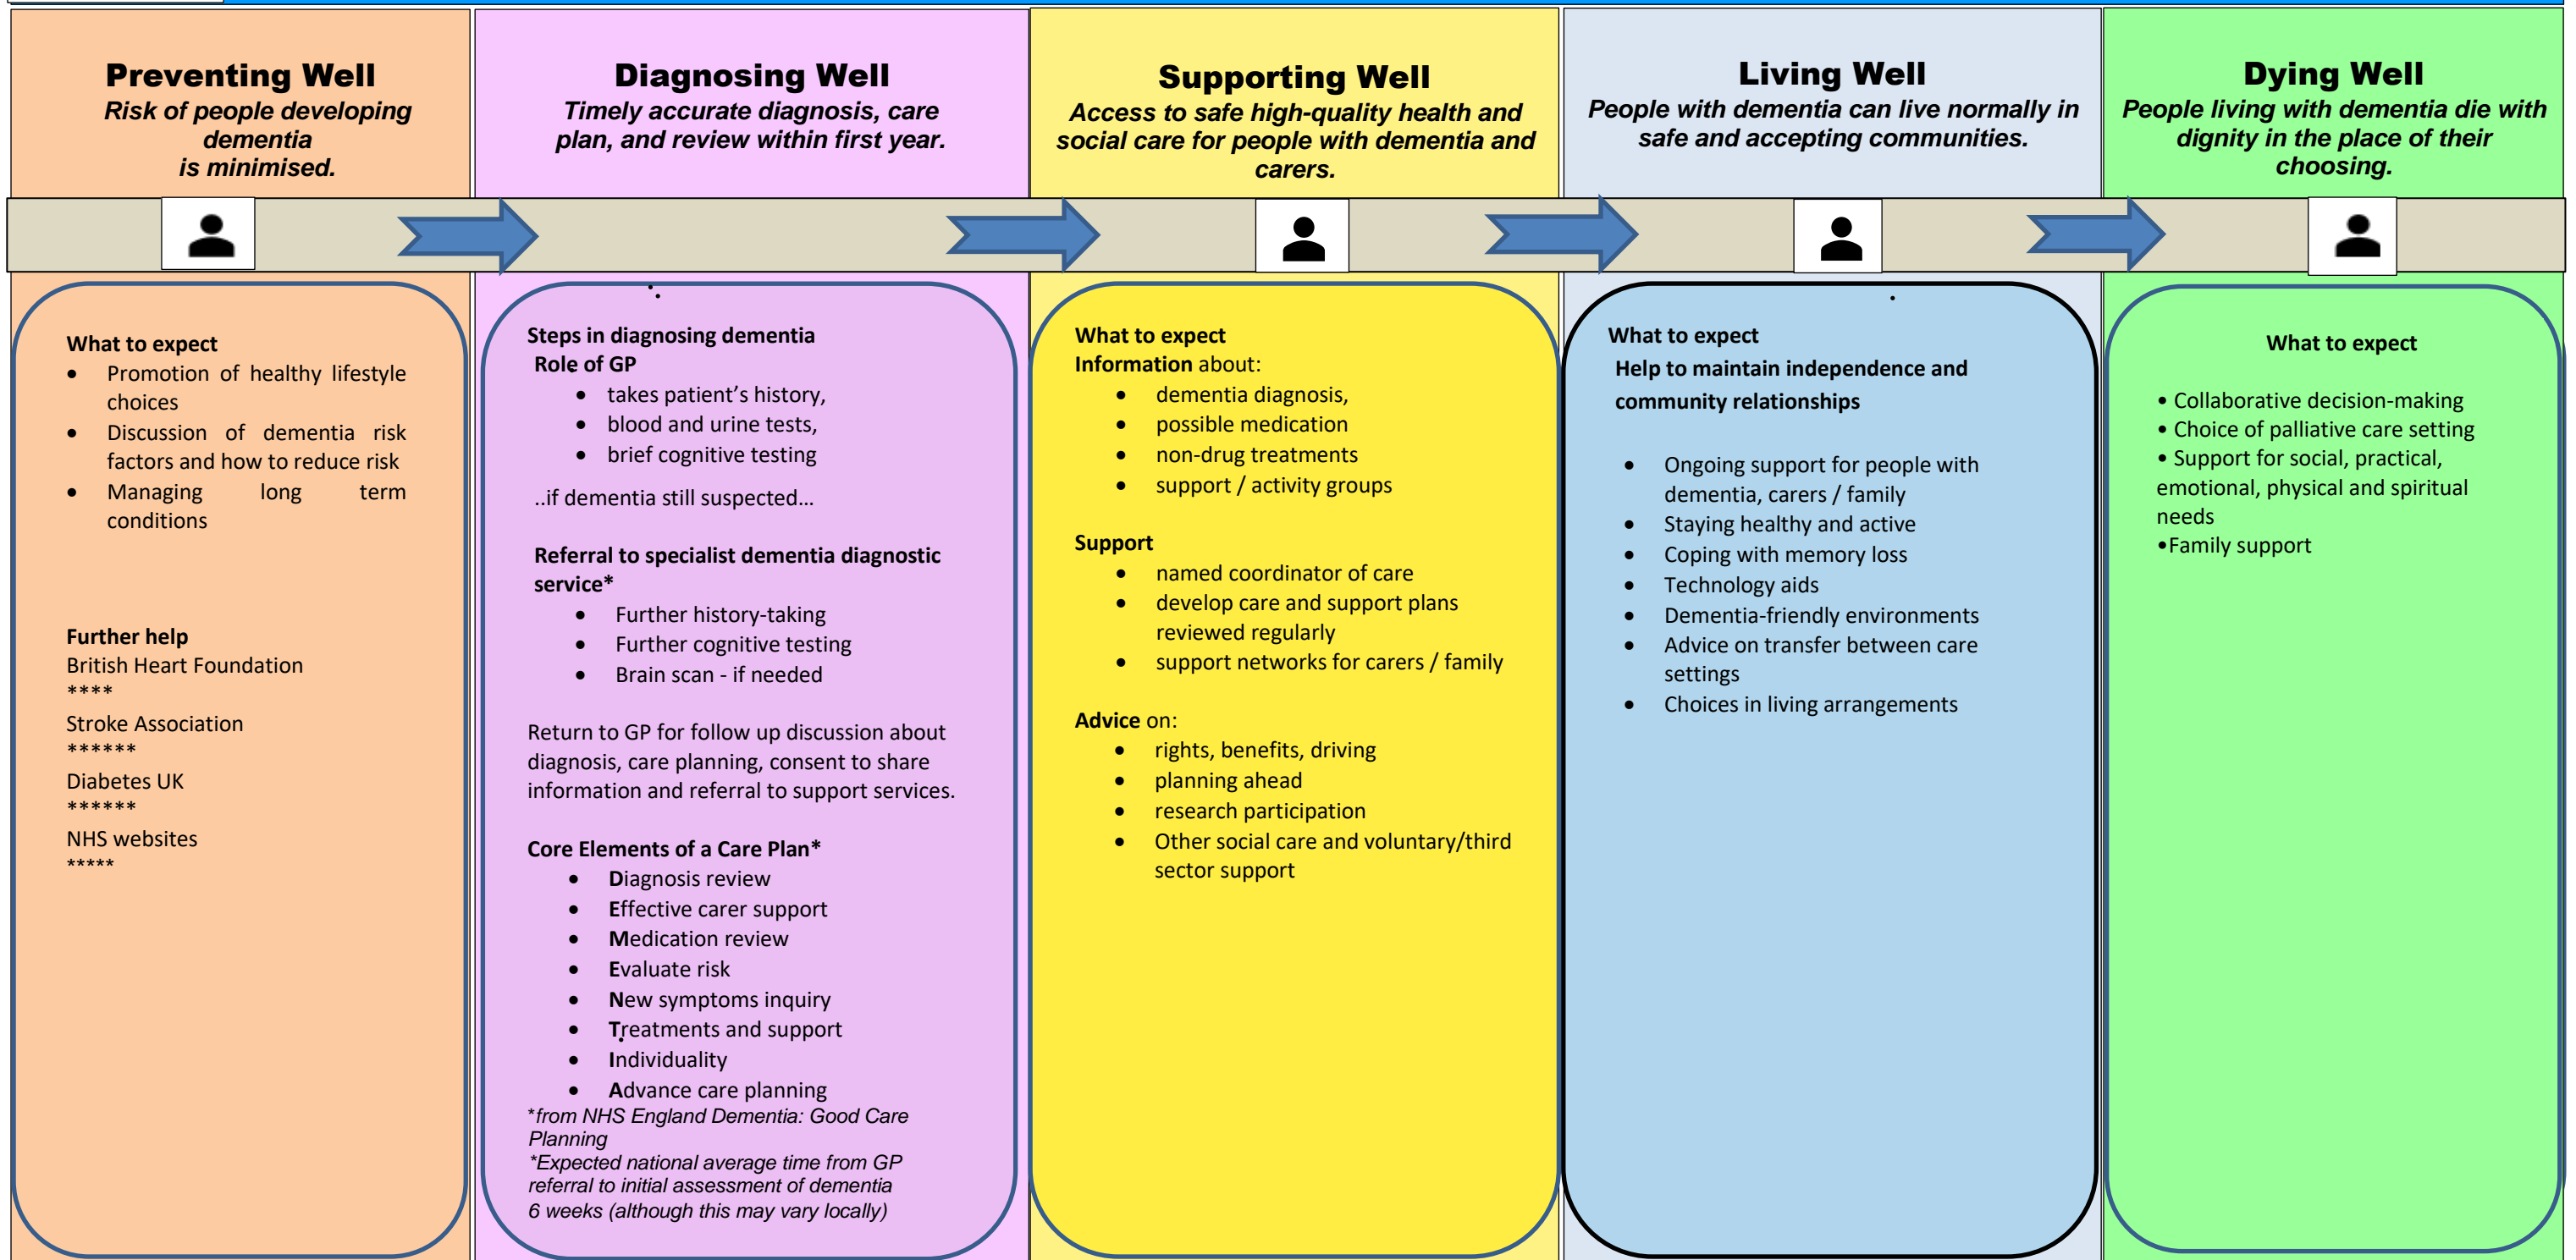 Preventing Well
Risk of people developing
dementia
is minimised.
What to expect
• Promotion of healthy lifestyle
choices
• Discussion of dementia risk
factors and how to reduce risk
• Managing long term
conditions
Further help
British Heart Foundation
****
Stroke Association
******
Diabetes UK
******
NHS websites
*****
Diagnosing Well
Timely accurate diagnosis, care
plan, and review within first year.
Steps in diagnosing dementia
Role of GP
• takes patient's history,
• blood and urine tests,
• brief cognitive testing
..if dementia still suspected…
Referral to specialist dementia diagnostic
service*
• Further history-taking
• Further cognitive testing
• Brain scan - if needed
Return to GP for follow up discussion about
diagnosis, care planning, consent to share
information and referral to support services.
Core Elements of a Care Plan*
• Diagnosis review
• Effective carer support
• Medication review
• Evaluate risk
• New symptoms inquiry
• Treatments and support
• Individuality
• Advance care planning
*from NHS England Dementia: Good Care
Planning
*Expected national average time from GP
referral to initial assessment of dementia
6 weeks (although this may vary locally)
Supporting Well
Access to safe high-quality health and
social care for people with dementia and
carers.
What to expect
Information about:
• dementia diagnosis,
• possible medication
• non-drug treatments
• support / activity groups
Support
• named coordinator of care
• develop care and support plans
reviewed regularly
• support networks for carers / family
Advice on:
• rights, benefits, driving
• planning ahead
• research participation
• Other social care and voluntary/third
sector support
Living Well
People with dementia can live normally in
safe and accepting communities.
What to expect
Help to maintain independence and
community relationships
• Ongoing support for people with
dementia, carers / family
• Staying healthy and active
• Coping with memory loss
• Technology aids
• Dementia-friendly environments
• Advice on transfer between care
settings
• Choices in living arrangements
Dying Well
People living with dementia die with
dignity in the place of their
choosing.
What to expect
• Collaborative decision-making
• Choice of palliative care setting
• Support for social, practical,
emotional, physical and spiritual
needs
•Family support